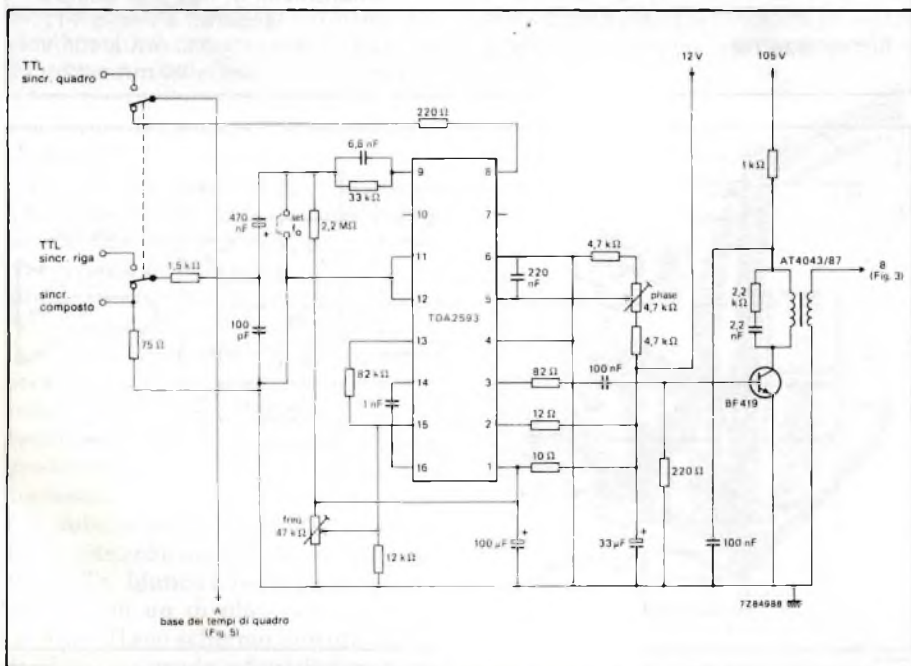 TTL
sincr. quadro
12 V
105 V
220 Ω
6,8 nF
33 kΩ
1 kΩ
470
nF
+
set
fo
2,2 MΩ
9
8
10
7
11
6
12
5
13
4
14
3
15
2
16
1
TDA2593
TTL
sincr. riga
1,5 kΩ
sincr.
composto
75 Ω
100
pF
82 kΩ
1 nF
4,7 kΩ
220
nF
phase
4,7 kΩ
4,7 kΩ
AT4043/87
8
(Fig. 3)
2,2
kΩ
2,2
nF
82 Ω
100 nF
BF419
12 Ω
10 Ω
220 Ω
freq.
47 kΩ
12 kΩ
100 µF
+
33 µF
+
100 nF
A
base dei tempi di quadro
(Fig. 5)
7Z84988